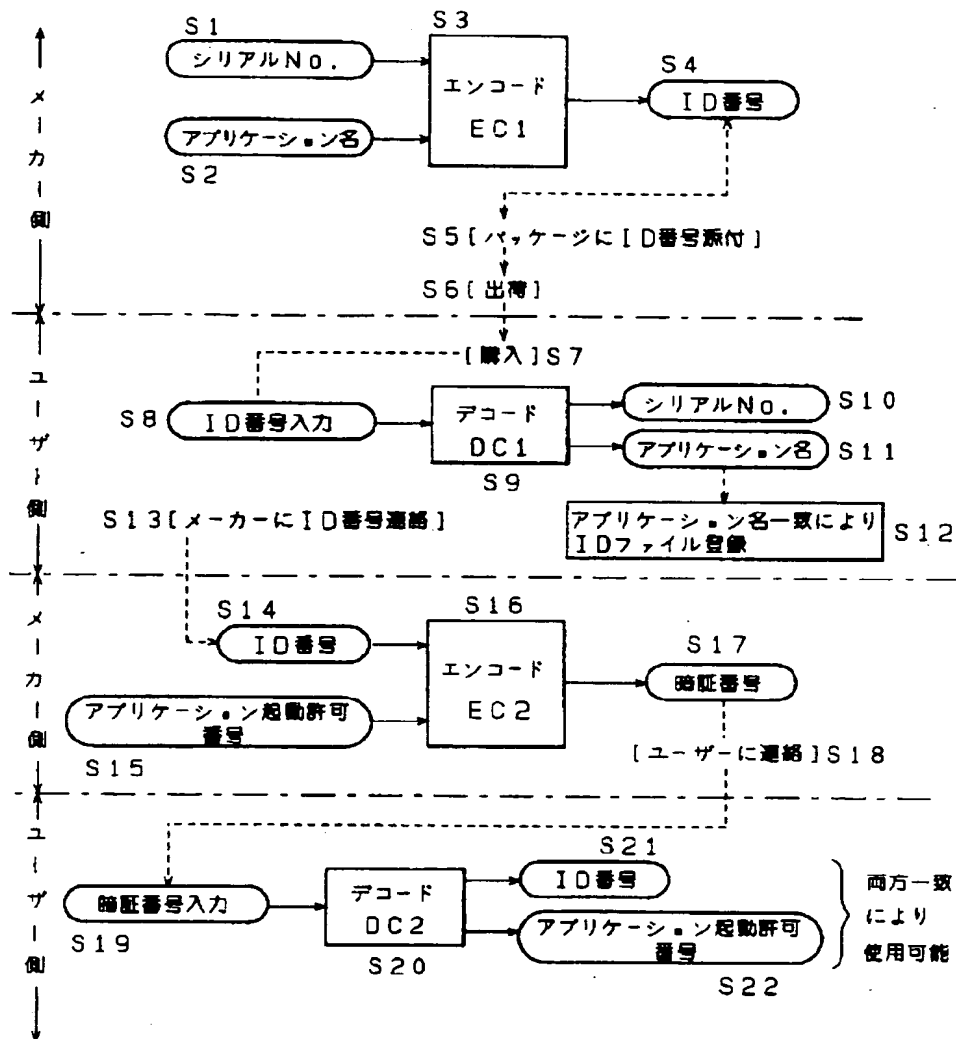 S1
S3
シリアルNo.
エンコード
EC1
S4
ID番号
アプリケーション名
S2
メーカー側
S5[パッケージにID番号添付]
S6[出荷]
[購入]S7
ユーザー側
S8
ID番号入力
デコード
DC1
S9
シリアルNo.
S10
アプリケーション名
S11
S13[メーカーにID番号連絡]
アプリケーション名一致により
IDファイル登録
S12
メーカー側
S14
S16
ID番号
エンコード
EC2
S17
暗証番号
アプリケーション起動許可
番号
S15
[ユーザーに連絡]S18
ユーザー側
S21
ID番号
デコード
DC2
暗証番号入力
S19
S20
アプリケーション起動許可
番号
S22
両方一致
により
使用可能